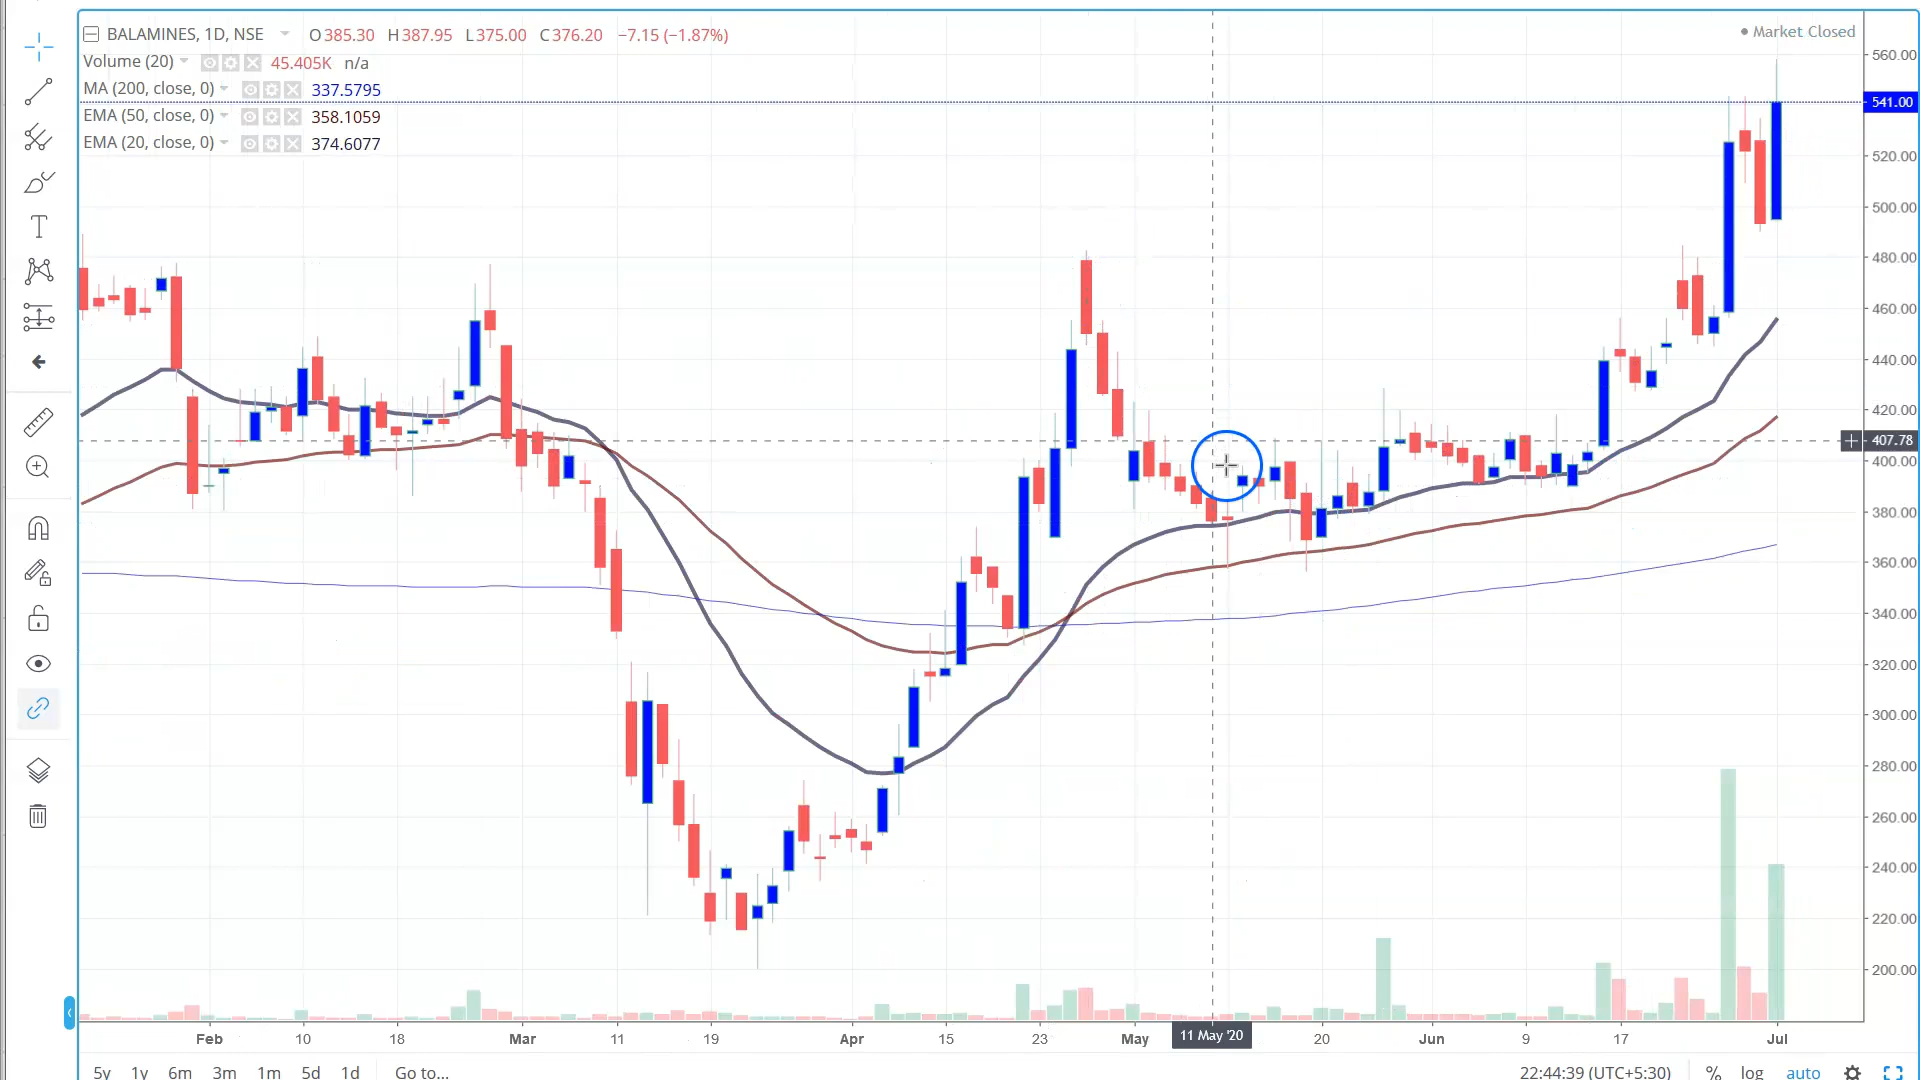 BALAMINES, 1D, NSE O385.30 H387.95 L375.00 C376.20 −7.15 (−1.87%)
Market Closed
Volume (20) 45.405K n/a
MA (200, close, 0) 337.5795
EMA (50, close, 0) 358.1059
EMA (20, close, 0) 374.6077
560.00
541.00
520.00
500.00
480.00
460.00
440.00
420.00
407.78
400.00
380.00
360.00
340.00
320.00
300.00
280.00
260.00
240.00
220.00
200.00
Feb 10 18 Mar 11 19 Apr 15 23 May 11 May '20 20 Jun 9 17 Jul
5y 1y 6m 3m 1m 5d 1d Go to... 22:44:39 (UTC+5:30) % log auto